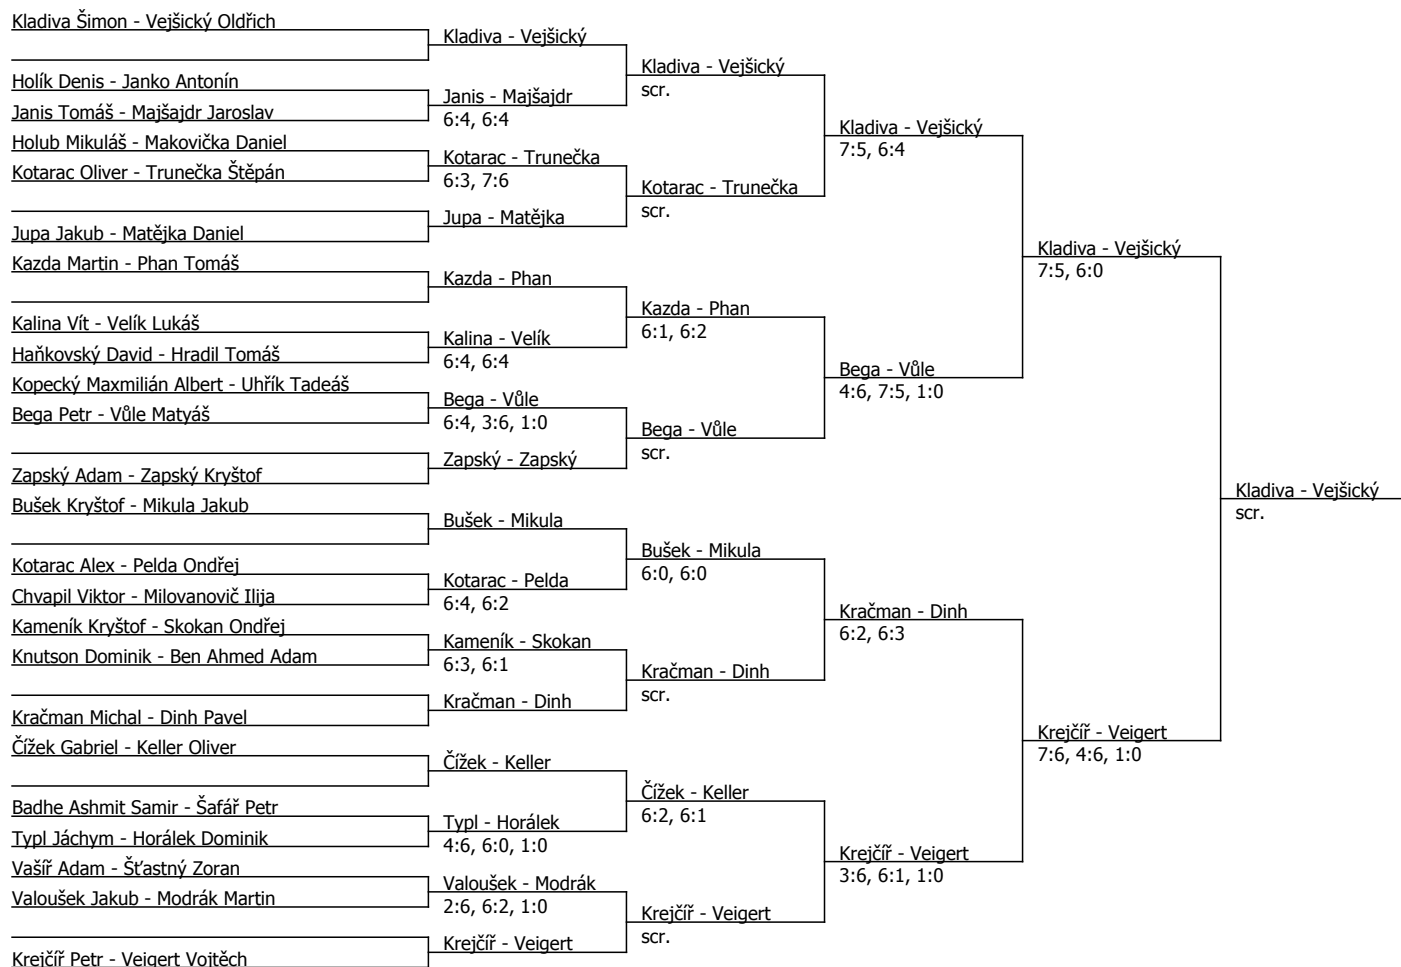 Kladiva Šimon - Vejšický Oldřich
Holík Denis - Janko Antonín
Janis Tomáš - Majšajdr Jaroslav
Holub Mikuláš - Makovička Daniel
Kotarac Oliver - Trunečka Štěpán
Jupa Jakub - Matějka Daniel
Kazda Martin - Phan Tomáš
Kalina Vít - Velík Lukáš
Haňkovský David - Hradil Tomáš
Kopecký Maxmilián Albert - Uhřík Tadeáš
Bega Petr - Vůle Matyáš
Zapský Adam - Zapský Kryštof
Bušek Kryštof - Mikula Jakub
Kotarac Alex - Pelda Ondřej
Chvapil Viktor - Milovanovič Ilija
Kameník Kryštof - Skokan Ondřej
Knutson Dominik - Ben Ahmed Adam
Kračman Michal - Dinh Pavel
Čížek Gabriel - Keller Oliver
Badhe Ashmit Samir - Šafář Petr
Typl Jáchym - Horálek Dominik
Vašíř Adam - Šťastný Zoran
Valoušek Jakub - Modrák Martin
Krejčíř Petr - Veigert Vojtěch
Kladiva - Vejšický
Janis - Majšajdr
6:4, 6:4
Kotarac - Trunečka
6:3, 7:6
Jupa - Matějka
Kazda - Phan
Kalina - Velík
6:4, 6:4
Bega - Vůle
6:4, 3:6, 1:0
Zapský - Zapský
Bušek - Mikula
Kotarac - Pelda
6:4, 6:2
Kameník - Skokan
6:3, 6:1
Kračman - Dinh
Čížek - Keller
Typl - Horálek
4:6, 6:0, 1:0
Valoušek - Modrák
2:6, 6:2, 1:0
Krejčíř - Veigert
Kladiva - Vejšický
scr.
Kotarac - Trunečka
scr.
Kazda - Phan
6:1, 6:2
Bega - Vůle
scr.
Bušek - Mikula
6:0, 6:0
Kračman - Dinh
scr.
Čížek - Keller
6:2, 6:1
Krejčíř - Veigert
scr.
Kladiva - Vejšický
7:5, 6:4
Bega - Vůle
4:6, 7:5, 1:0
Kračman - Dinh
6:2, 6:3
Krejčíř - Veigert
3:6, 6:1, 1:0
Kladiva - Vejšický
7:5, 6:0
Krejčíř - Veigert
7:6, 4:6, 1:0
Kladiva - Vejšický
scr.